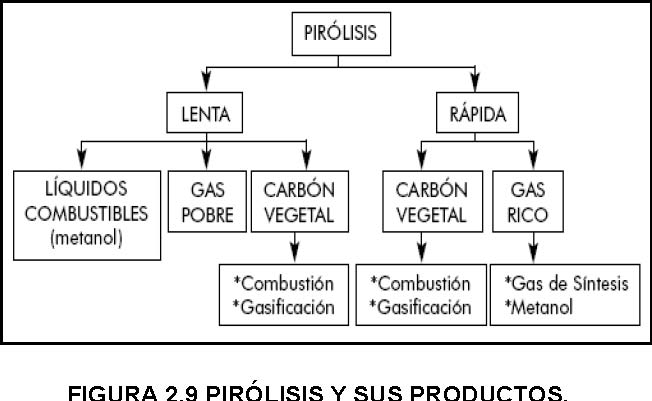 PIRÓLISIS
LENTA
RÁPIDA
LÍQUIDOS
COMBUSTIBLES
(metanol)
GAS
POBRE
CARBÓN
VEGETAL
CARBÓN
VEGETAL
GAS
RICO
*Combustión
*Gasificación
*Combustión
*Gasificación
*Gas de Síntesis
*Metanol
FIGURA 2.9 PIRÓLISIS Y SUS PRODUCTOS.